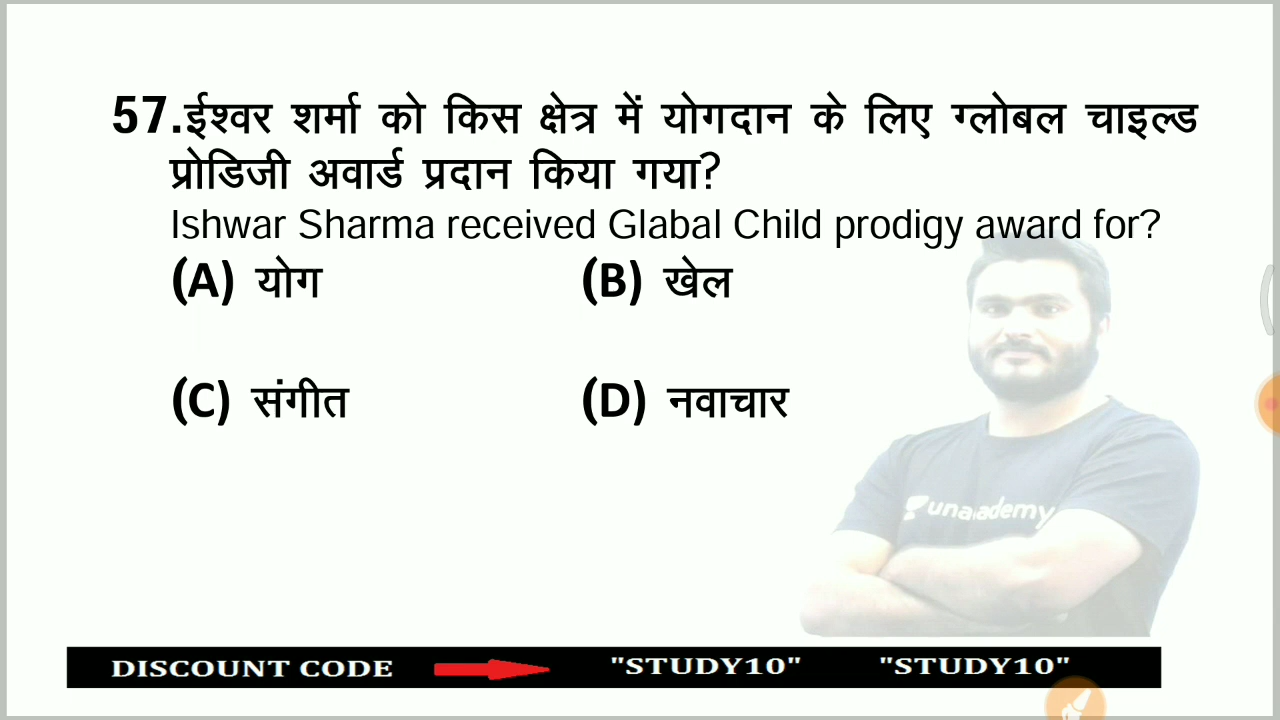 57.ईश्वर शर्मा को किस क्षेत्र में योगदान के लिए ग्लोबल चाइल्ड
प्रोडिजी अवार्ड प्रदान किया गया?
Ishwar Sharma received Glabal Child prodigy award for?
(A) योग (B) खेल
(C) संगीत (D) नवाचार
unacademy
DISCOUNT CODE "STUDY10" "STUDY10"